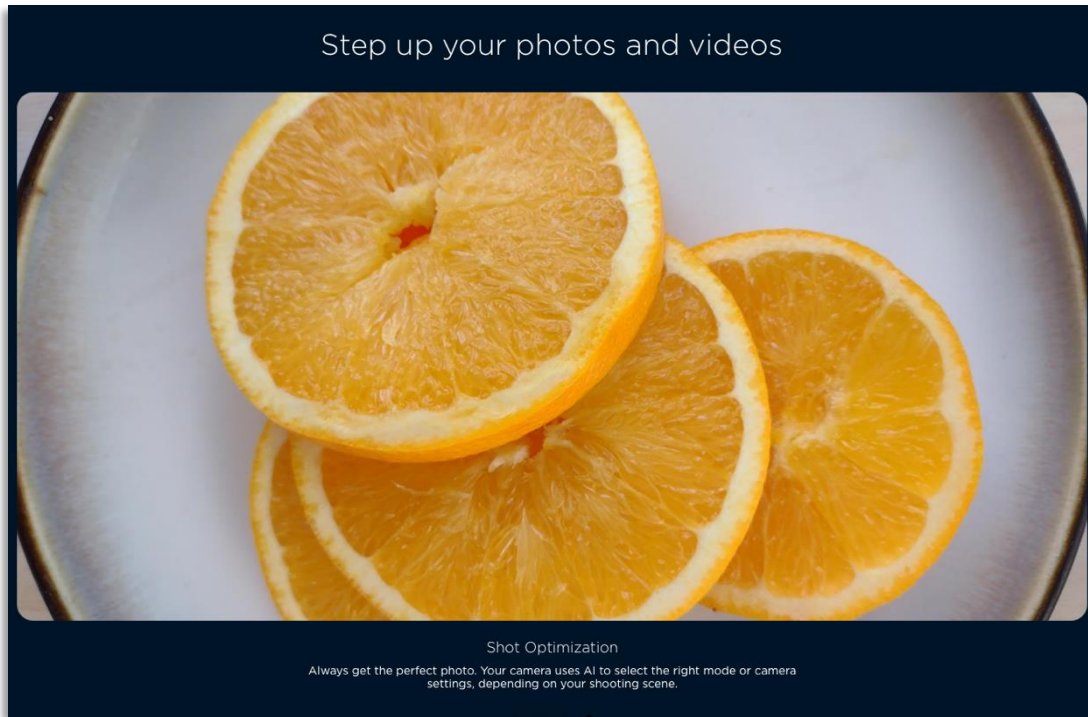 Step up your photos and videos
Shot Optimization
Always get the perfect photo. Your camera uses AI to select the right mode or camera
settings, depending on your shooting scene.